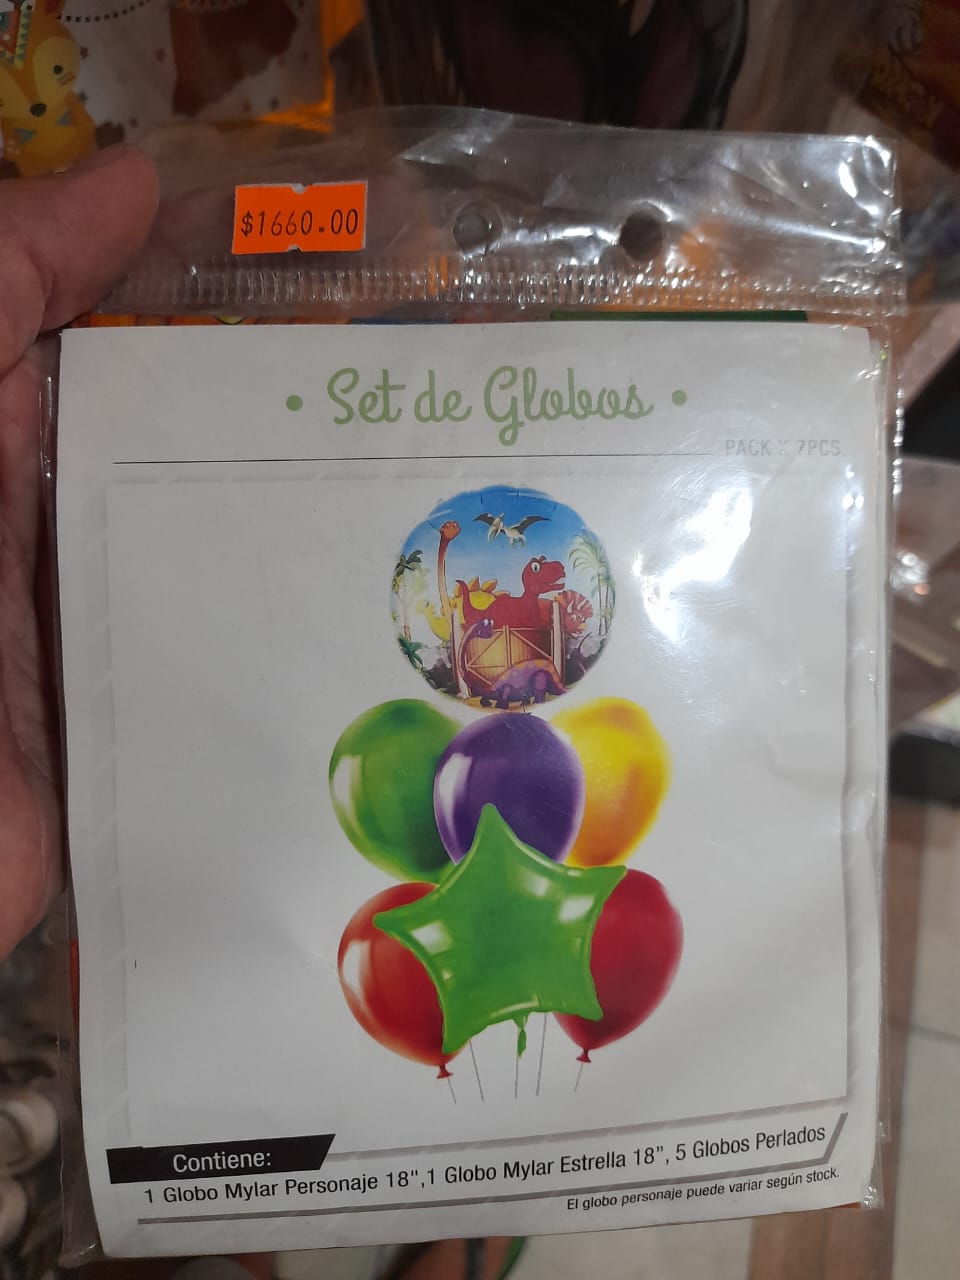 $1660.00
• Set de Globos •
PACK X 7PCS.
Contiene:
1 Globo Mylar Personaje 18",1 Globo Mylar Estrella 18”, 5 Globos Perlados
El globo personaje puede variar según stock.